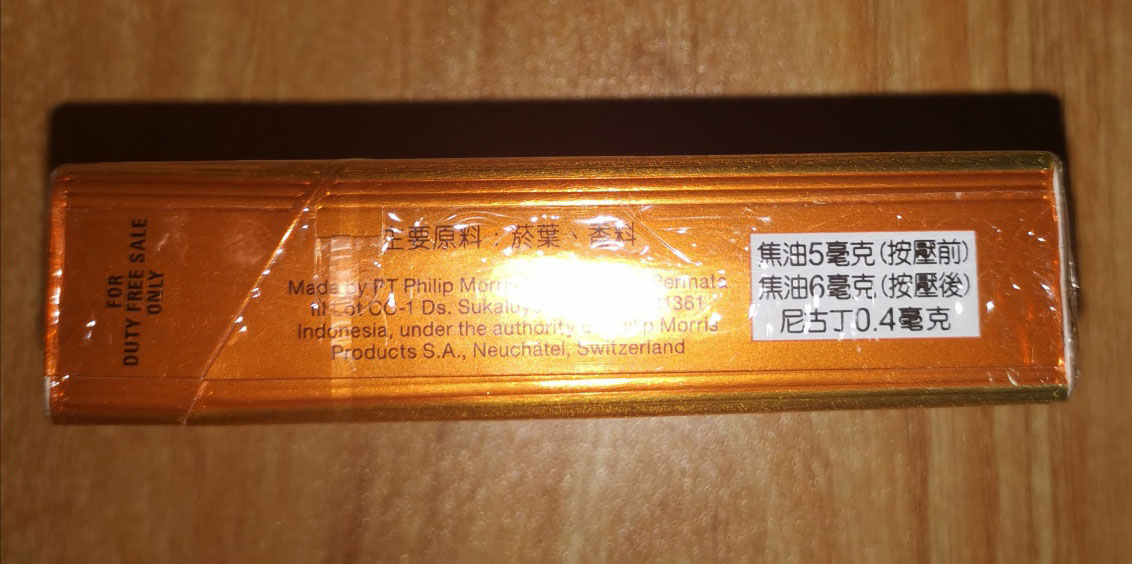 FOR
DUTY FREE SALE
ONLY
主要原料：菸葉、香料
Made by PT Philip Permata
CC-1 Ds.
Indonesia, under the authority Morris
Products S.A., Neuchâtel, Switzerland
焦油5毫克(按壓前)
焦油6毫克(按壓後)
尼古丁0.4毫克